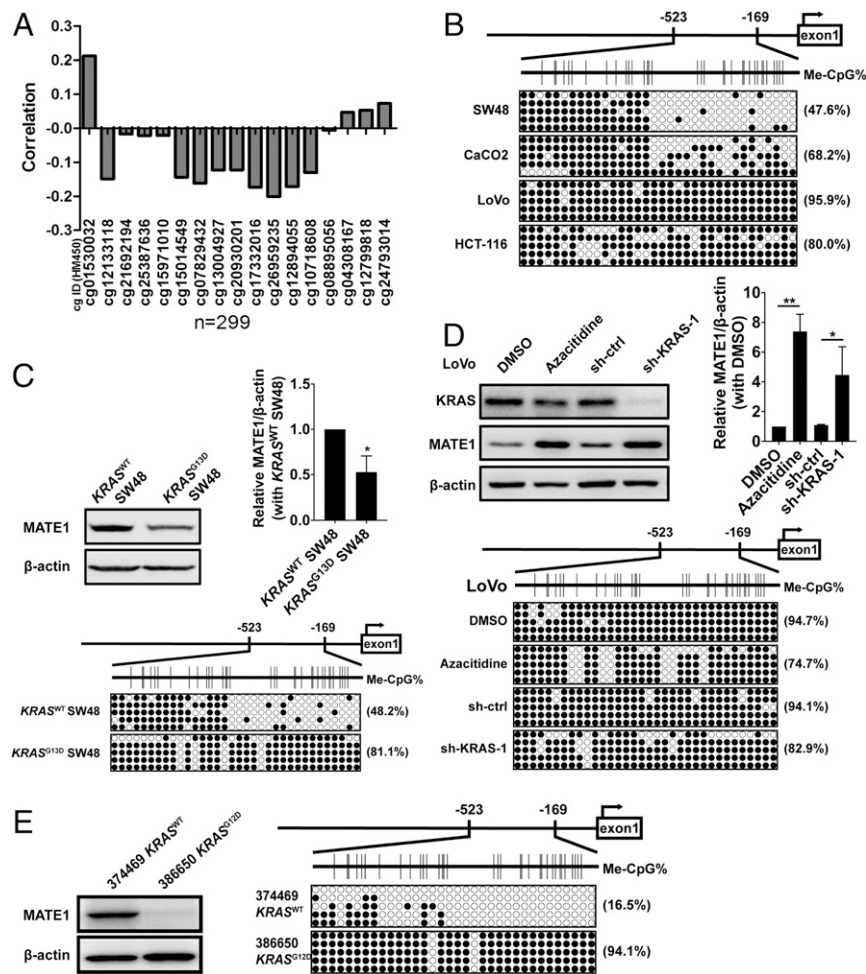 A
Correlation
0.3
0.2
0.1
-0.0
-0.1
-0.2
-0.3
cg ID (HM450)
cg01530032
cg12133118
cg21692194
cg25387636
cg15971010
cg15014549
cg07829432
cg13004927
cg20930201
cg17332016
cg26959235
cg12894055
cg10718608
cg08895056
cg04308167
cg12799818
cg24793014
n=299
B
-523
-169
exon1
Me-CpG%
SW48
(47.6%)
CaCO2
(68.2%)
LoVo
(95.9%)
HCT-116
(80.0%)
C
KRASWT
SW48
KRASG13D
SW48
MATE1
β-actin
Relative MATE1/β-actin
(with KRASWT SW48)
1.5
1.0
0.5
0.0
*
KRASWT SW48
KRASG13D SW48
-523
-169
exon1
Me-CpG%
KRASWT SW48
(48.2%)
KRASG13D SW48
(81.1%)
D
LoVo
DMSO
Azacitidine
sh-ctrl
sh-KRAS-1
KRAS
MATE1
β-actin
Relative MATE1/β-actin
(with DMSO)
10
8
6
4
2
0
**
*
DMSO
Azacitidine
sh-ctrl
sh-KRAS-1
-523
-169
exon1
LoVo
Me-CpG%
DMSO
(94.7%)
Azacitidine
(74.7%)
sh-ctrl
(94.1%)
sh-KRAS-1
(82.9%)
E
374469 KRASWT
386650 KRASG12D
MATE1
β-actin
-523
-169
exon1
Me-CpG%
374469
KRASWT
(16.5%)
386650
KRASG12D
(94.1%)